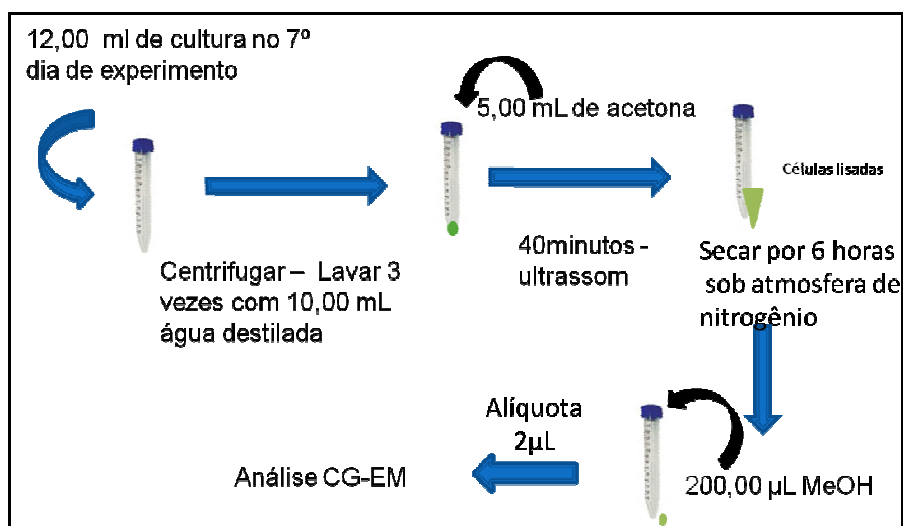 12,00 ml de cultura no 7º
dia de experimento
5,00 mL de acetona
Células lisadas
Centrifugar – Lavar 3
vezes com 10,00 mL
água destilada
40minutos -
ultrassom
Secar por 6 horas
sob atmosfera de
nitrogênio
200,00 µL MeOH
Alíquota
2µL
Análise CG-EM